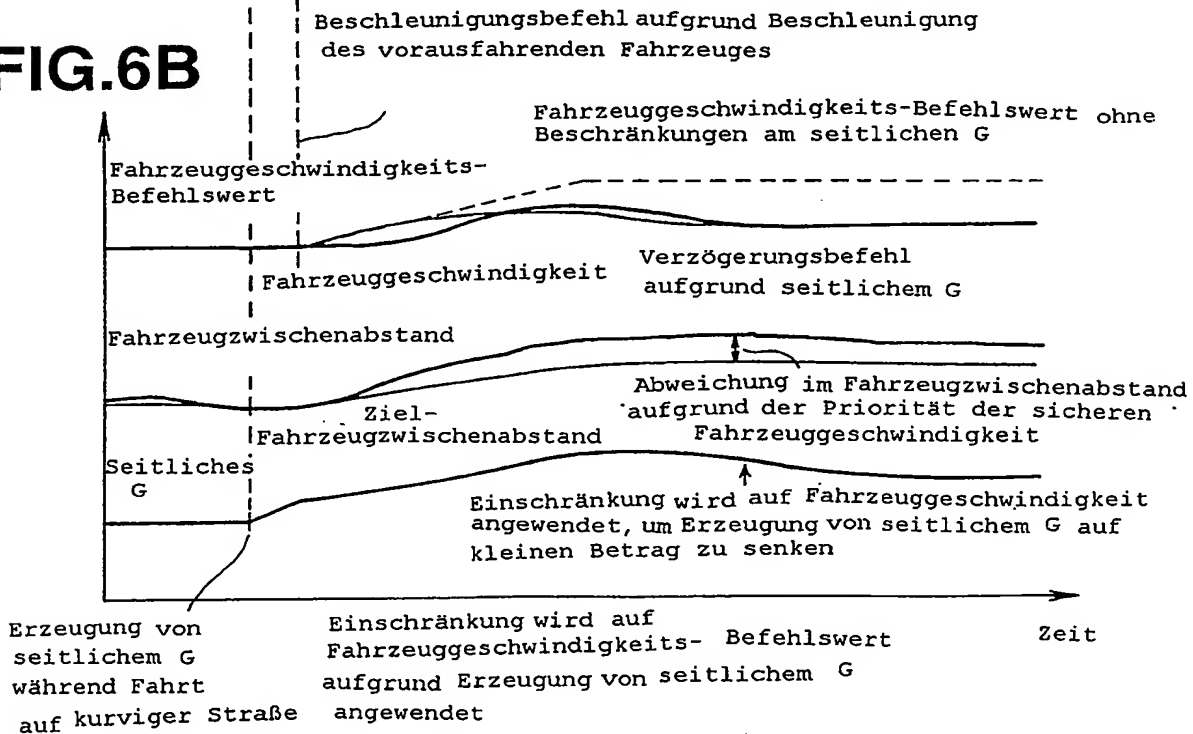 FIG.6B
Beschleunigungsbefehl aufgrund Beschleunigung
des vorausfahrenden Fahrzeuges
Fahrzeuggeschwindigkeits-Befehlswert ohne
Beschränkungen am seitlichen G
Fahrzeuggeschwindigkeits-
Befehlswert
Fahrzeuggeschwindigkeit
Verzögerungsbefehl
aufgrund seitlichem G
Fahrzeugzwischenabstand
Ziel-
Fahrzeugzwischenabstand
Abweichung im Fahrzeugzwischenabstand
aufgrund der Priorität der sicheren
Fahrzeuggeschwindigkeit
Seitliches
G
Einschränkung wird auf Fahrzeuggeschwindigkeit
angewendet, um Erzeugung von seitlichem G auf
kleinen Betrag zu senken
Erzeugung von
seitlichem G
während Fahrt
auf kurviger Straße
Einschränkung wird auf
Fahrzeuggeschwindigkeits- Befehlswert
aufgrund Erzeugung von seitlichem G
angewendet
Zeit